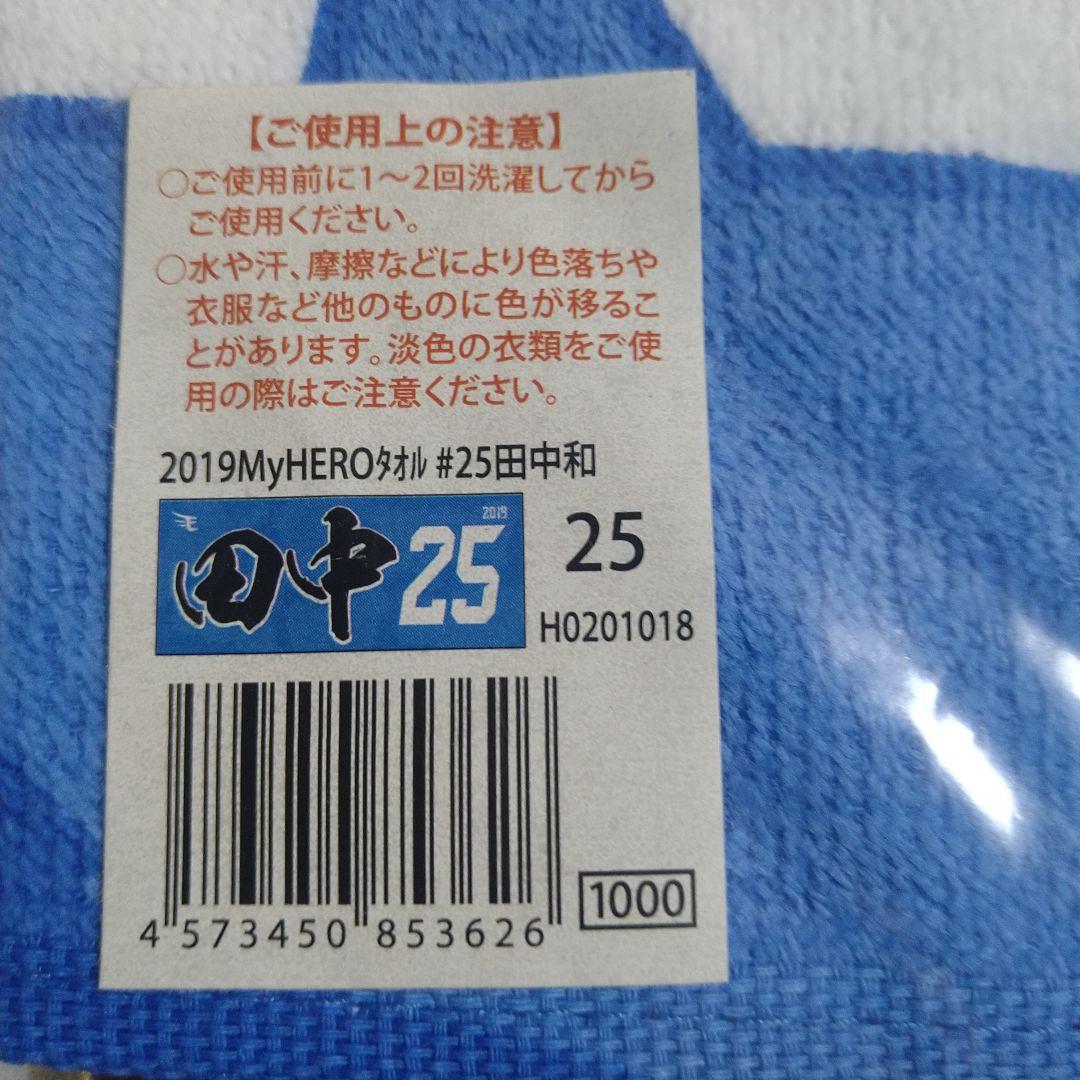 【ご使用上の注意】
○ご使用前に1～2回洗濯してから
ご使用ください。
○水や汗、摩擦などにより色落ちや
衣服など他のものに色が移るこ
とがあります。淡色の衣類をご使
用の際はご注意ください。
2019MyHEROﾀｵﾙ #25田中和
E
田中 25
2019
25
H0201018
4 573450 853626
1000